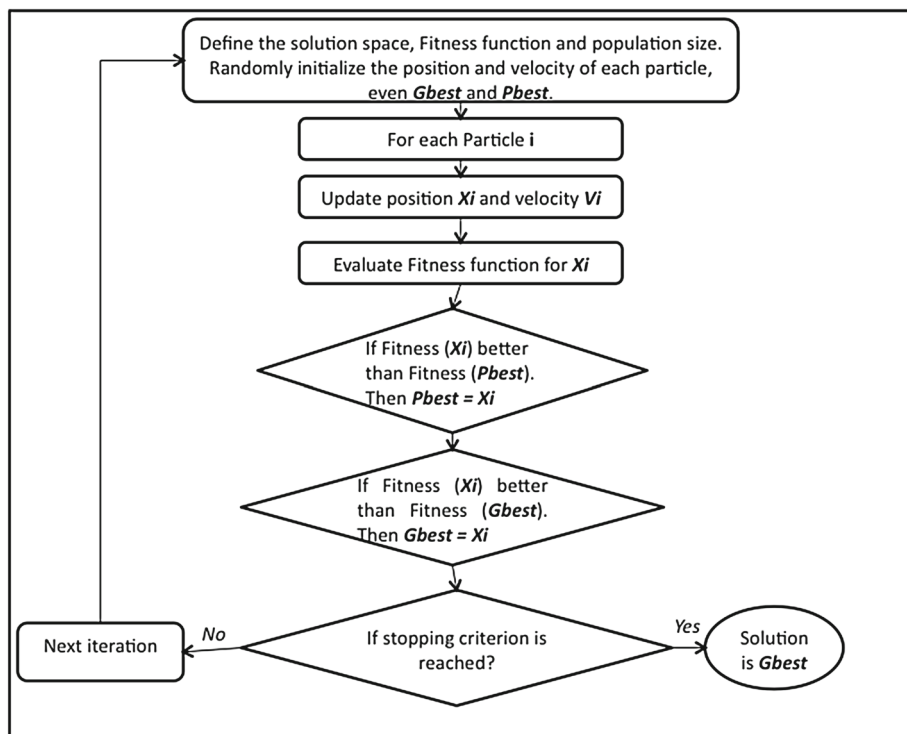 Define the solution space, Fitness function and population size.
Randomly initialize the position and velocity of each particle,
even Gbest and Pbest.
For each Particle i
Update position Xi and velocity Vi
Evaluate Fitness function for Xi
If Fitness (Xi) better
than Fitness (Pbest).
Then Pbest = Xi
If Fitness (Xi) better
than Fitness (Gbest).
Then Gbest = Xi
If stopping criterion is
reached?
No
Next iteration
Yes
Solution
is Gbest